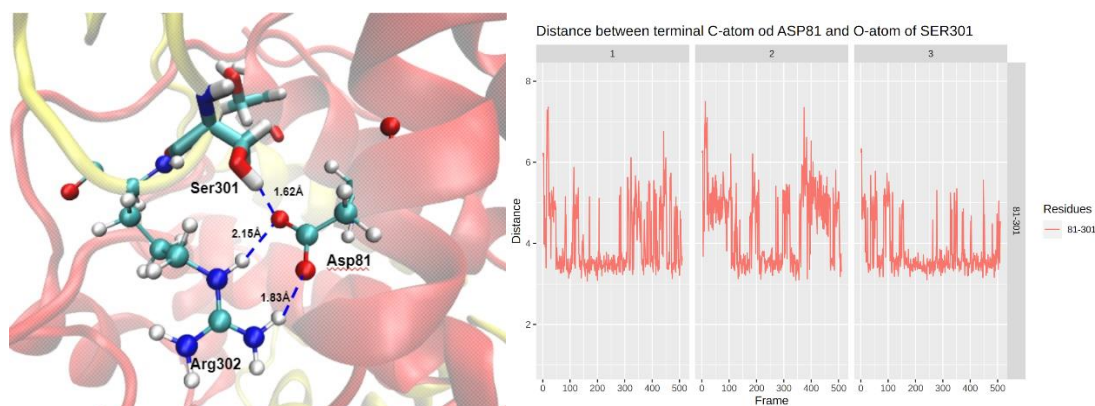 Ser301
1.62Å
2.15Å
Asp81
1.83Å
Arg302
Distance between terminal C-atom od ASP81 and O-atom of SER301
1 2 3
8
6
4
2
Distance
0 100 200 300 400 500 0 100 200 300 400 500 0 100 200 300 400 500
Frame
81-301
Residues
81-301